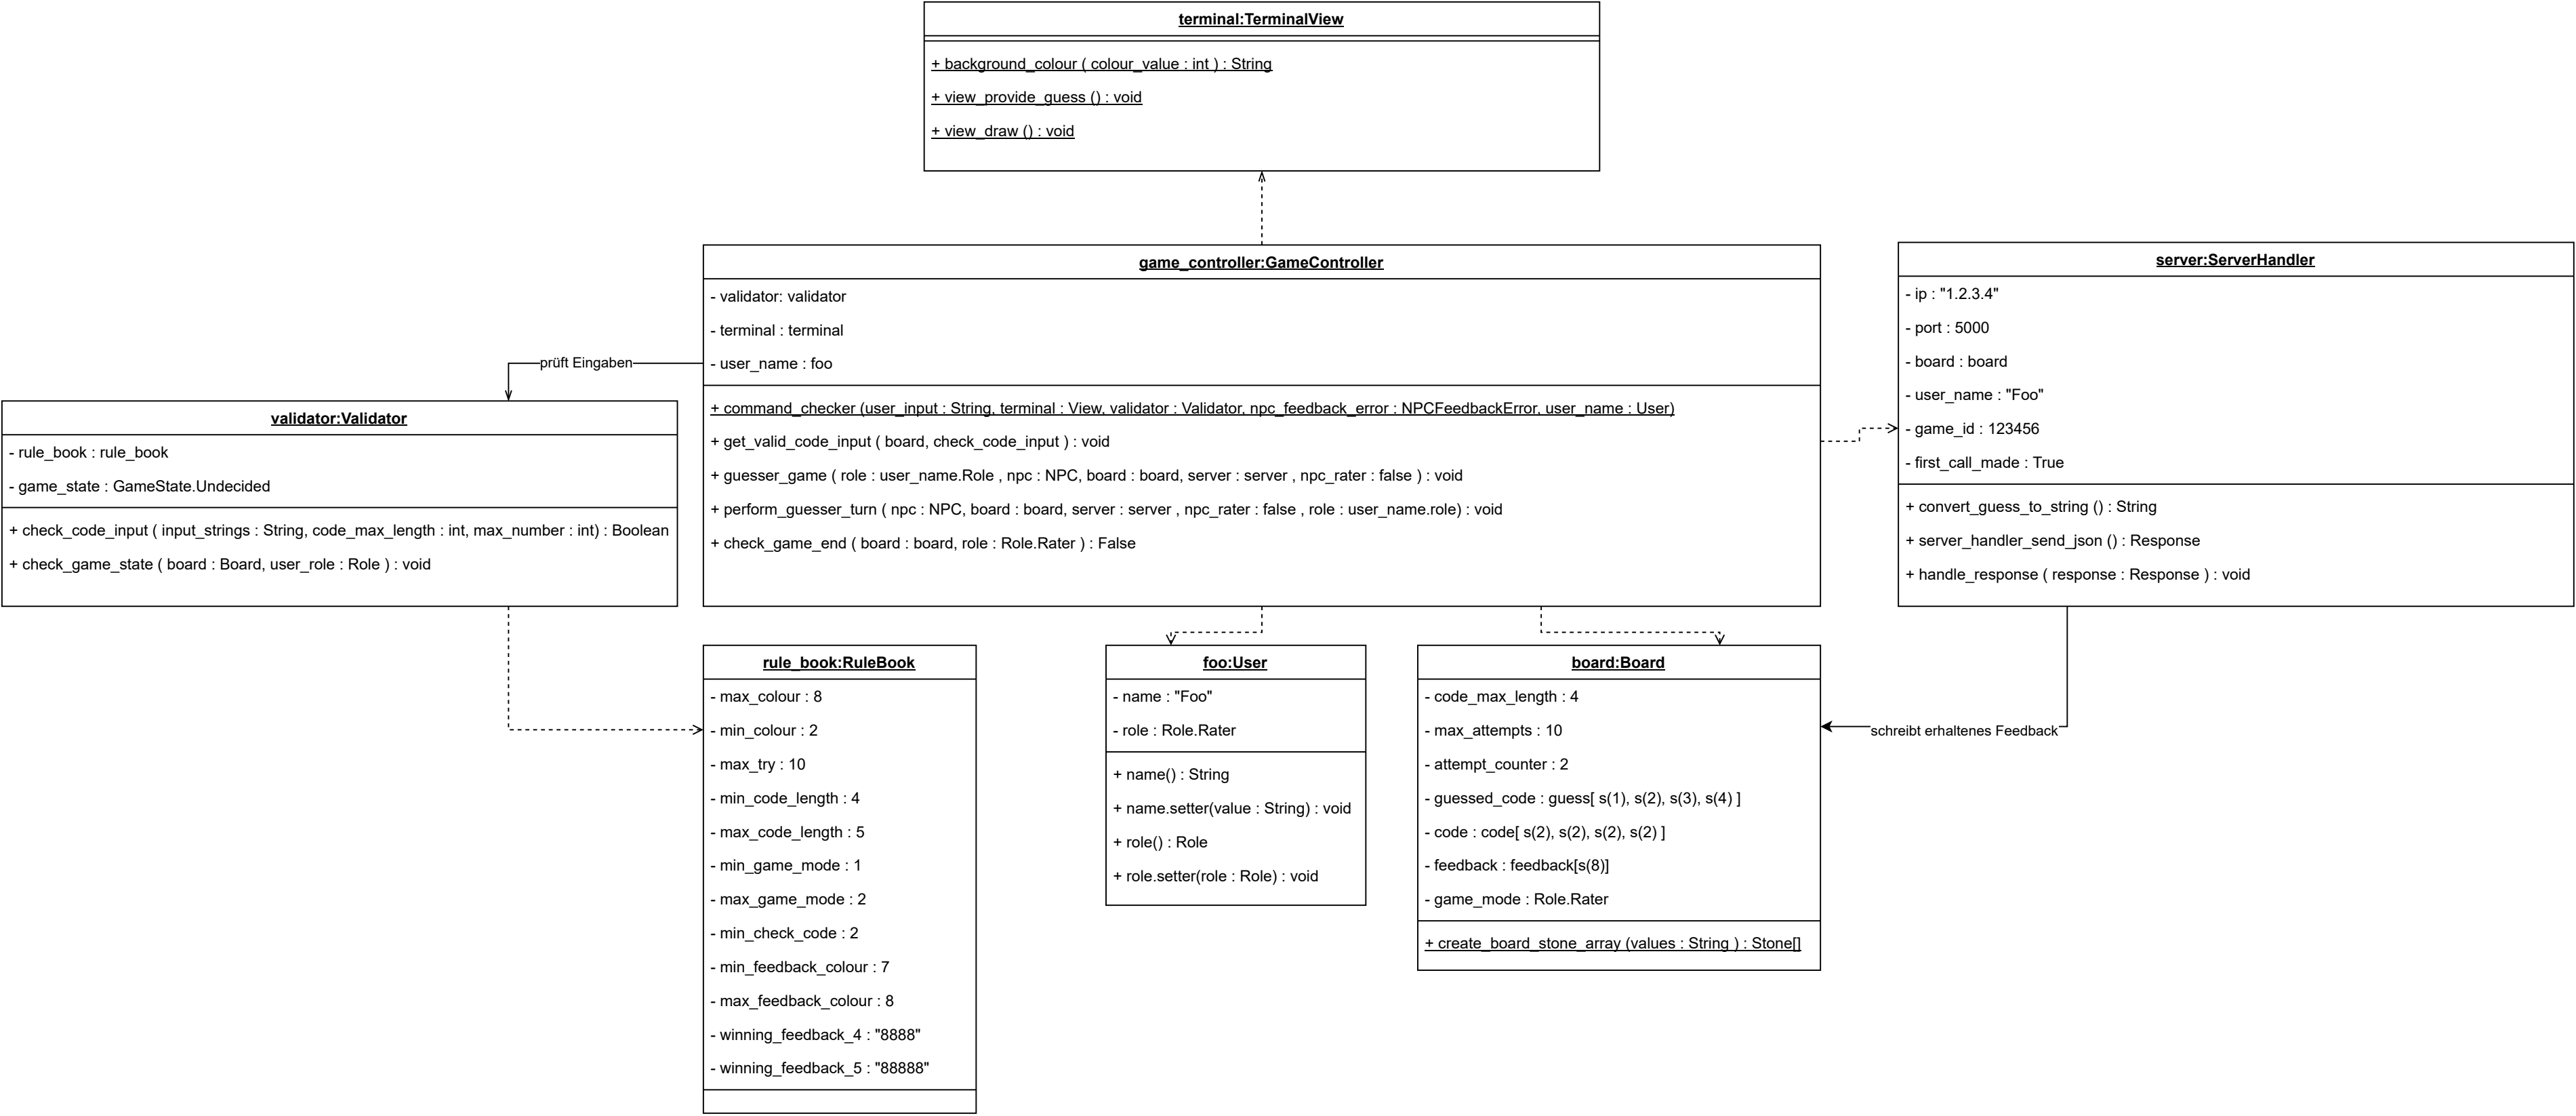 terminal:TerminalView
+ background_colour ( colour_value : int ) : String
+ view_provide_guess () : void
+ view_draw () : void
game_controller:GameController
- validator: validator
- terminal : terminal
- user_name : foo
+ command_checker (user_input : String, terminal : View, validator : Validator, npc_feedback_error : NPCFeedbackError, user_name : User)
+ get_valid_code_input ( board, check_code_input ) : void
+ guesser_game ( role : user_name.Role , npc : NPC, board : board, server : server , npc_rater : false ) : void
+ perform_guesser_turn ( npc : NPC, board : board, server : server , npc_rater : false , role : user_name.role) : void
+ check_game_end ( board : board, role : Role.Rater ) : False
server:ServerHandler
- ip : "1.2.3.4"
- port : 5000
- board : board
- user_name : "Foo"
- game_id : 123456
- first_call_made : True
+ convert_guess_to_string () : String
+ server_handler_send_json () : Response
+ handle_response ( response : Response ) : void
prüft Eingaben
validator:Validator
- rule_book : rule_book
- game_state : GameState.Undecided
+ check_code_input ( input_strings : String, code_max_length : int, max_number : int) : Boolean
+ check_game_state ( board : Board, user_role : Role ) : void
rule_book:RuleBook
- max_colour : 8
- min_colour : 2
- max_try : 10
- min_code_length : 4
- max_code_length : 5
- min_game_mode : 1
- max_game_mode : 2
- min_check_code : 2
- min_feedback_colour : 7
- max_feedback_colour : 8
- winning_feedback_4 : "8888"
- winning_feedback_5 : "88888"
foo:User
- name : "Foo"
- role : Role.Rater
+ name() : String
+ name.setter(value : String) : void
+ role() : Role
+ role.setter(role : Role) : void
board:Board
- code_max_length : 4
- max_attempts : 10
- attempt_counter : 2
- guessed_code : guess[ s(1), s(2), s(3), s(4) ]
- code : code[ s(2), s(2), s(2), s(2) ]
- feedback : feedback[s(8)]
- game_mode : Role.Rater
+ create_board_stone_array (values : String ) : Stone[]
schreibt erhaltenes Feedback